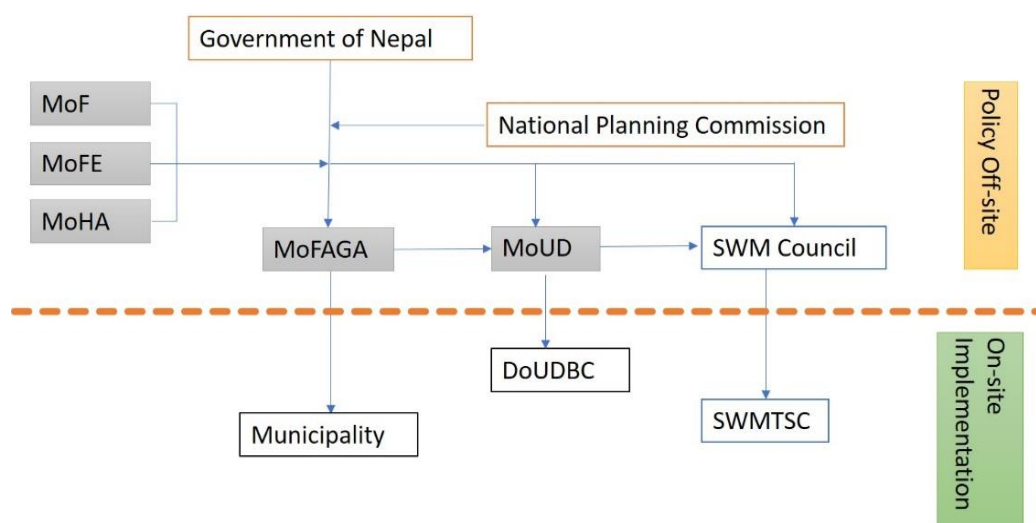 Government of Nepal
MoF
National Planning Commission
MoFE
MoHA
MoFAGA
MoUD
SWM Council
Policy Off-site
DoUDBC
Municipality
SWMTSC
On-site
Implementation